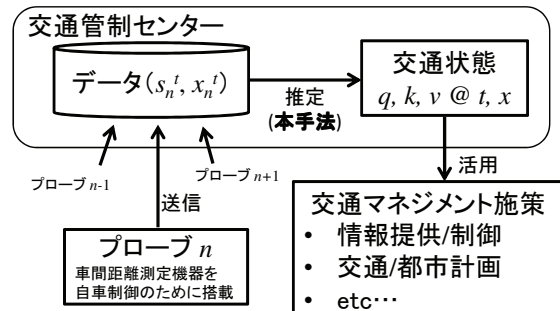 交通管制センター
データ(sₙᵗ, xₙᵗ)
推定
(本手法)
交通状態
q, k, v @ t, x
プローブn-1
プローブn+1
送信
活用
プローブ n
車間距離測定機器を
自車制御のために搭載
交通マネジメント施策
• 情報提供/制御
• 交通/都市計画
• etc…